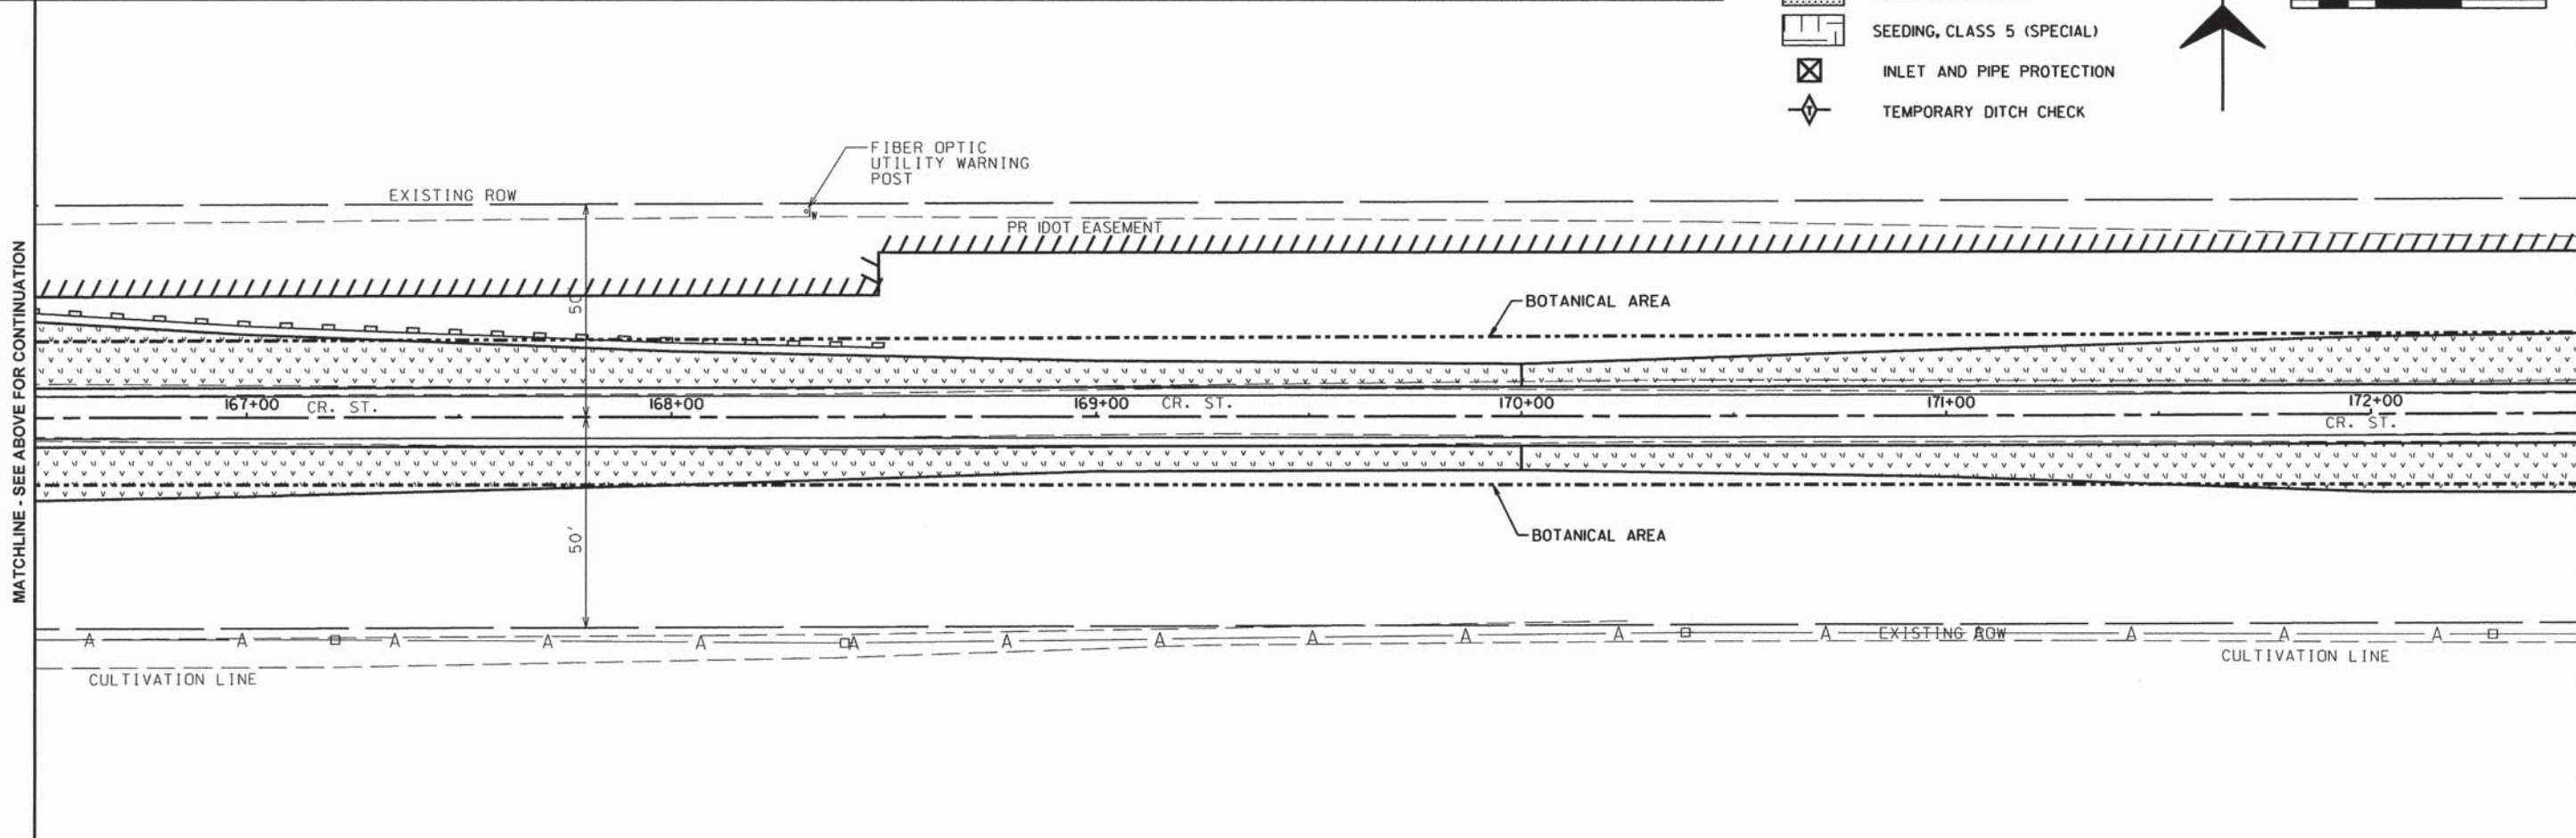 SEEDING, CLASS 5 (SPECIAL)
INLET AND PIPE PROTECTION
T
TEMPORARY DITCH CHECK
FIBER OPTIC
UTILITY WARNING
POST
EXISTING ROW
PR IDOT EASEMENT
MATCHLINE - SEE ABOVE FOR CONTINUATION
50'
BOTANICAL AREA
167+00
CR. ST.
168+00
169+00
CR. ST.
170+00
171+00
172+00
CR. ST.
BOTANICAL AREA
50'
A A A A A A A A A A A A A A A A
EXISTING ROW
CULTIVATION LINE
CULTIVATION LINE